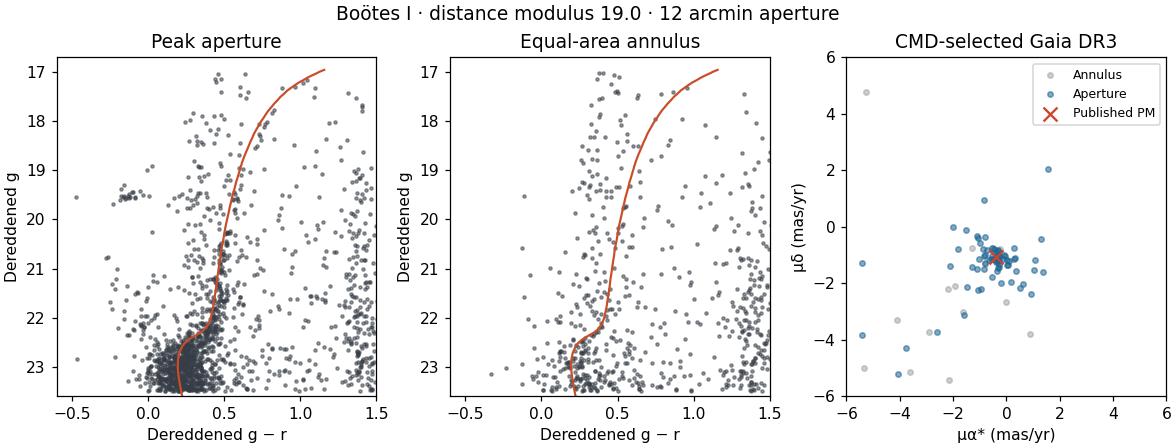 Boötes I · distance modulus 19.0 · 12 arcmin aperture
Peak aperture
17
18
19
20
21
22
23
Dereddened g
−0.5
0.0
0.5
1.0
1.5
Dereddened g − r
Equal-area annulus
17
18
19
20
21
22
23
Dereddened g
−0.5
0.0
0.5
1.0
1.5
Dereddened g − r
CMD-selected Gaia DR3
Annulus
Aperture
Published PM
6
4
2
0
−2
−4
−6
μδ (mas/yr)
−6
−4
−2
0
2
4
6
μα* (mas/yr)